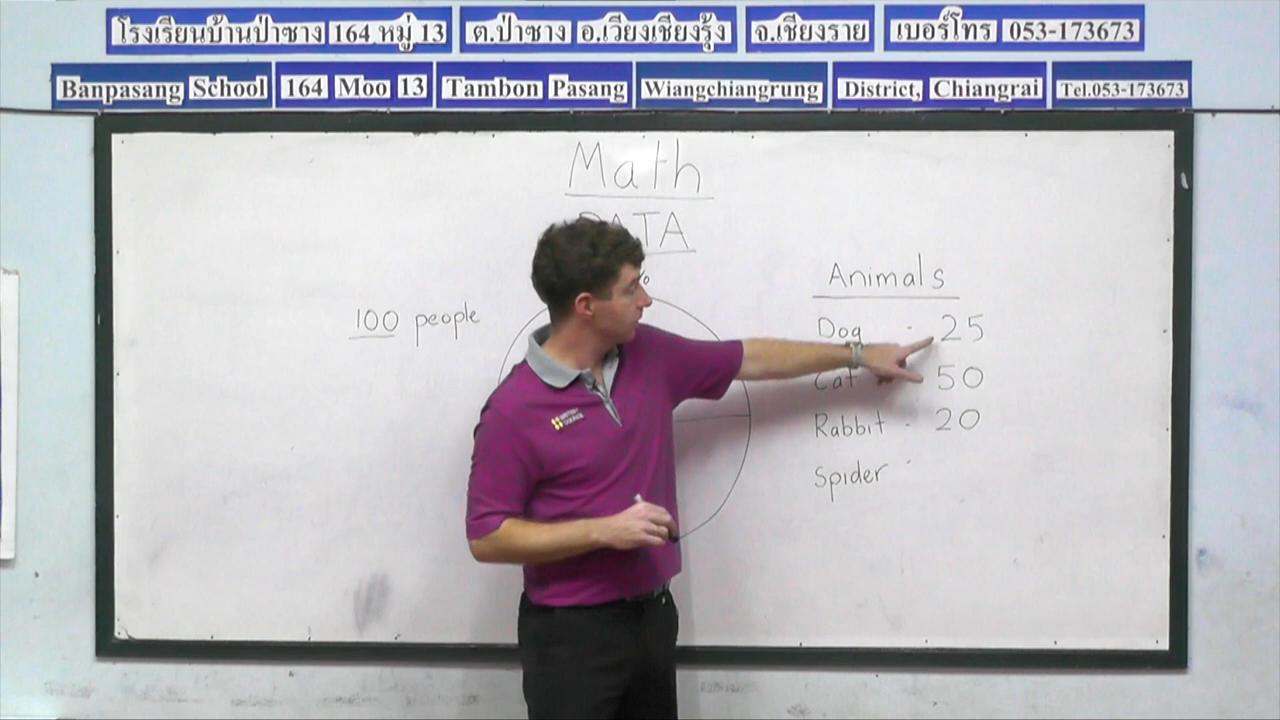 โรงเรียนบ้านป่าซาง 164 หมู่ 13 ต.ป่าซาง อ.เวียงเชียงรุ้ง จ.เชียงราย เบอร์โทร 053-173673
Banpasang School 164 Moo 13 Tambon Pasang Wiangchiangrung District, Chiangrai Tel.053-173673
Math
DATA
%
100 people
Animals
Dog - 25
Cat - 50
Rabbit - 20
Spider -
BRITISH
COUNCIL